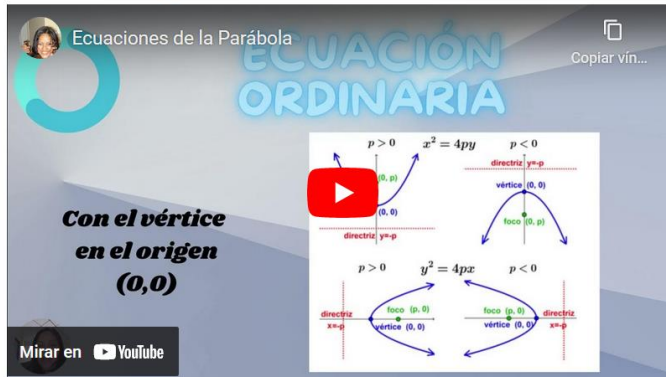 Ecuaciones de la Parábola
Copiar vín...
ECUACIÓN
ORDINARIA
Con el vértice
en el origen
(0,0)
p > 0 x² = 4py p < 0
directriz y=-p
(0, p)
vértice (0, 0)
(0, 0)
foco (0, p)
directriz y=-p
p > 0 y² = 4px p < 0
directriz
x=-p
foco (p, 0)
vértice (0, 0)
foco (p, 0)
vértice (0, 0)
directriz
x=-p
Mirar en YouTube